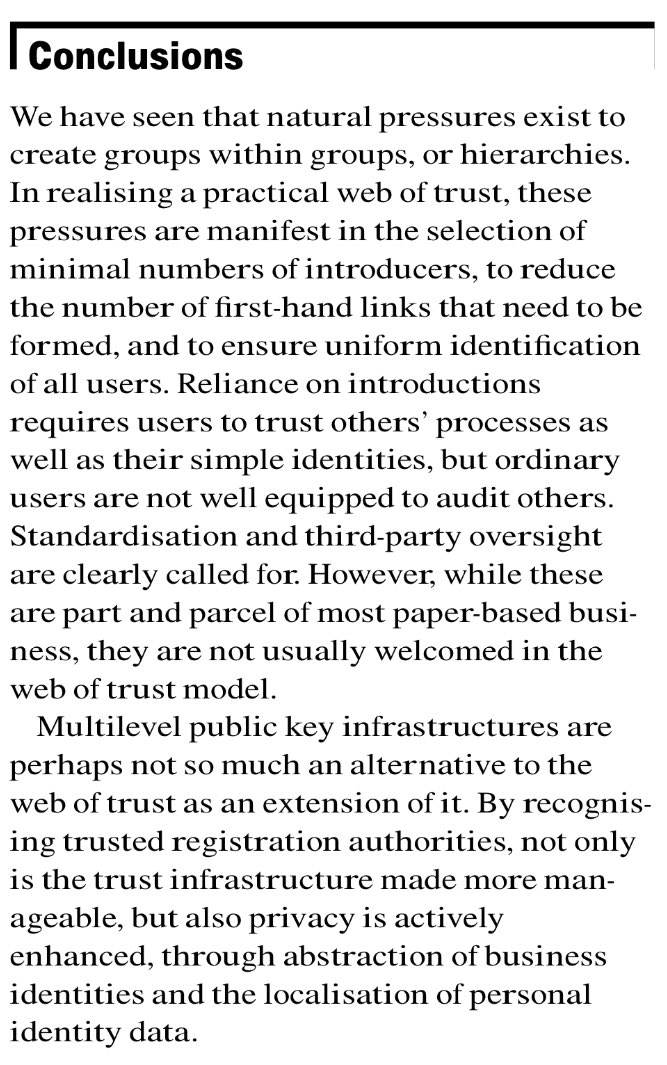 Conclusions
We have seen that natural pressures exist to
create groups within groups, or hierarchies.
In realising a practical web of trust, these
pressures are manifest in the selection of
minimal numbers of introducers, to reduce
the number of first-hand links that need to be
formed, and to ensure uniform identification
of all users. Reliance on introductions
requires users to trust others’ processes as
well as their simple identities, but ordinary
users are not well equipped to audit others.
Standardisation and third-party oversight
are clearly called for. However, while these
are part and parcel of most paper-based busi-
ness, they are not usually welcomed in the
web of trust model.
Multilevel public key infrastructures are
perhaps not so much an alternative to the
web of trust as an extension of it. By recognis-
ing trusted registration authorities, not only
is the trust infrastructure made more man-
ageable, but also privacy is actively
enhanced, through abstraction of business
identities and the localisation of personal
identity data.